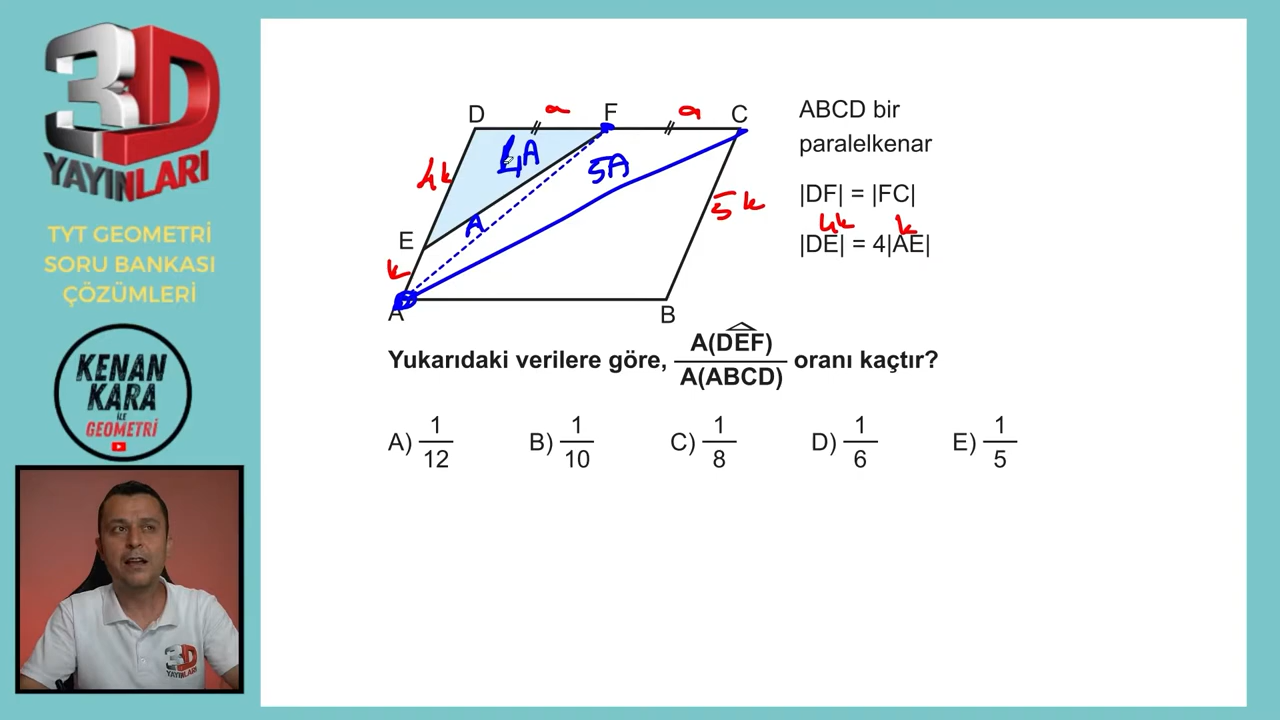 3D
YAYINLARI
TYT GEOMETRİ
SORU BANKASI
ÇÖZÜMLERİ
KENAN
KARA
İLE
GEOMETRİ
3D
YAYINLARI
D
F
C
a
a
4k
4A
5A
5k
E
A
k
A
B
ABCD bir
paralelkenar
|DF| = |FC|
4k k
|DE| = 4|AE|
Yukarıdaki verilere göre, A(DEF) / A(ABCD) oranı kaçtır?
A) 1/12 B) 1/10 C) 1/8 D) 1/6 E) 1/5